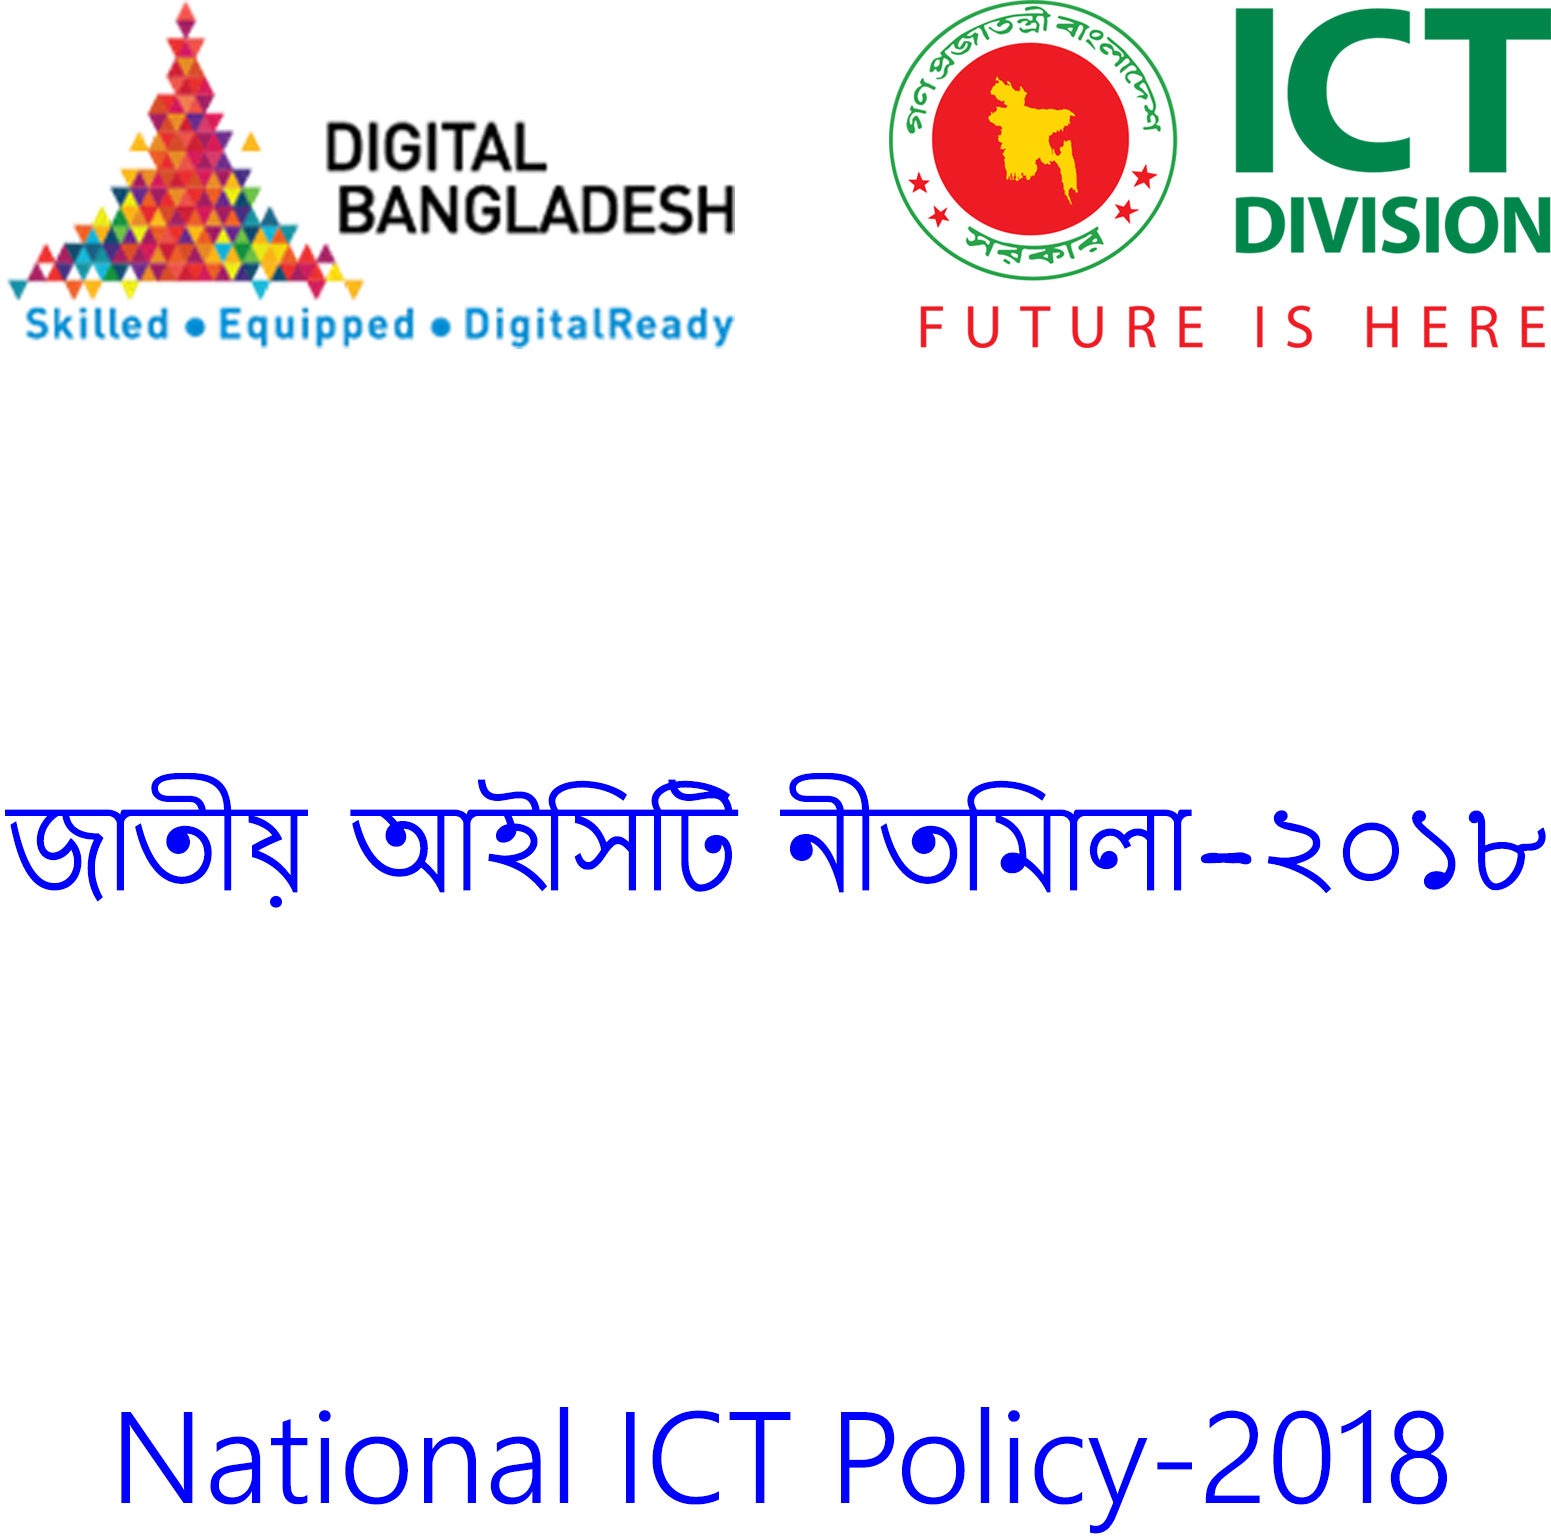 DIGITAL
BANGLADESH
Skilled • Equipped • DigitalReady
গণপ্রজাতন্ত্রী বাংলাদেশ
সরকার
ICT
DIVISION
FUTURE IS HERE
জাতীয় আইসিটি নীতিমালা-২০১৮
National ICT Policy-2018